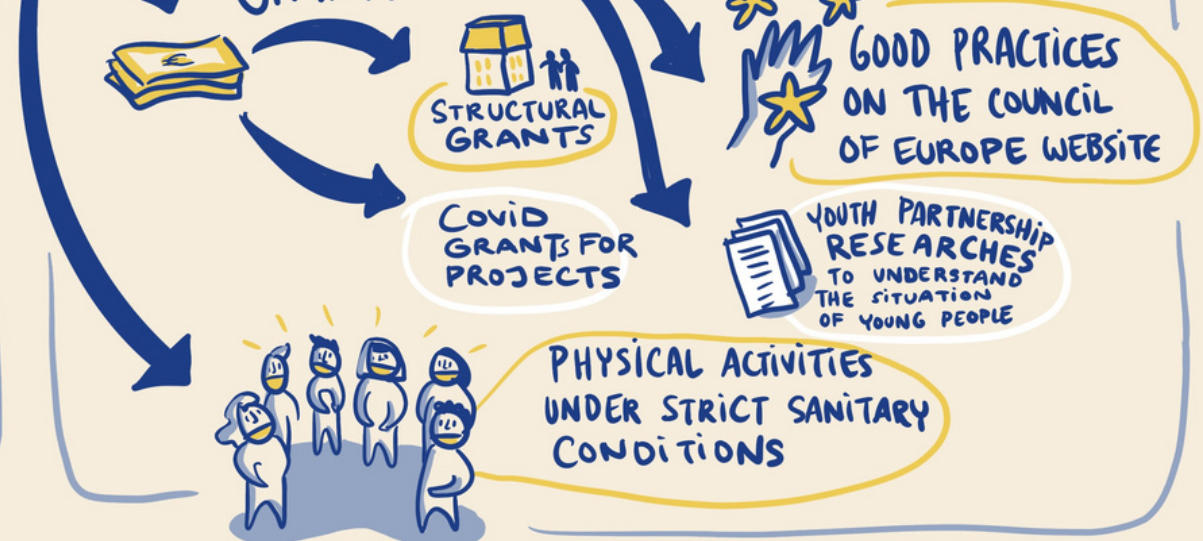 STRUCTURAL
GRANTS
COVID
GRANTS FOR
PROJECTS
GOOD PRACTICES
ON THE COUNCIL
OF EUROPE WEBSITE
YOUTH PARTNERSHIP
RESEARCHES
TO UNDERSTAND
THE SITUATION
OF YOUNG PEOPLE
PHYSICAL ACTIVITIES
UNDER STRICT SANITARY
CONDITIONS
€